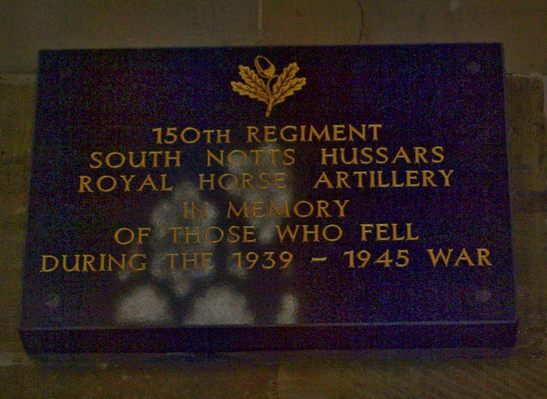 150TH REGIMENT
SOUTH NOTTS HUSSARS
ROYAL HORSE ARTILLERY
IN MEMORY
OF THOSE WHO FELL
DURING THE 1939 – 1945 WAR